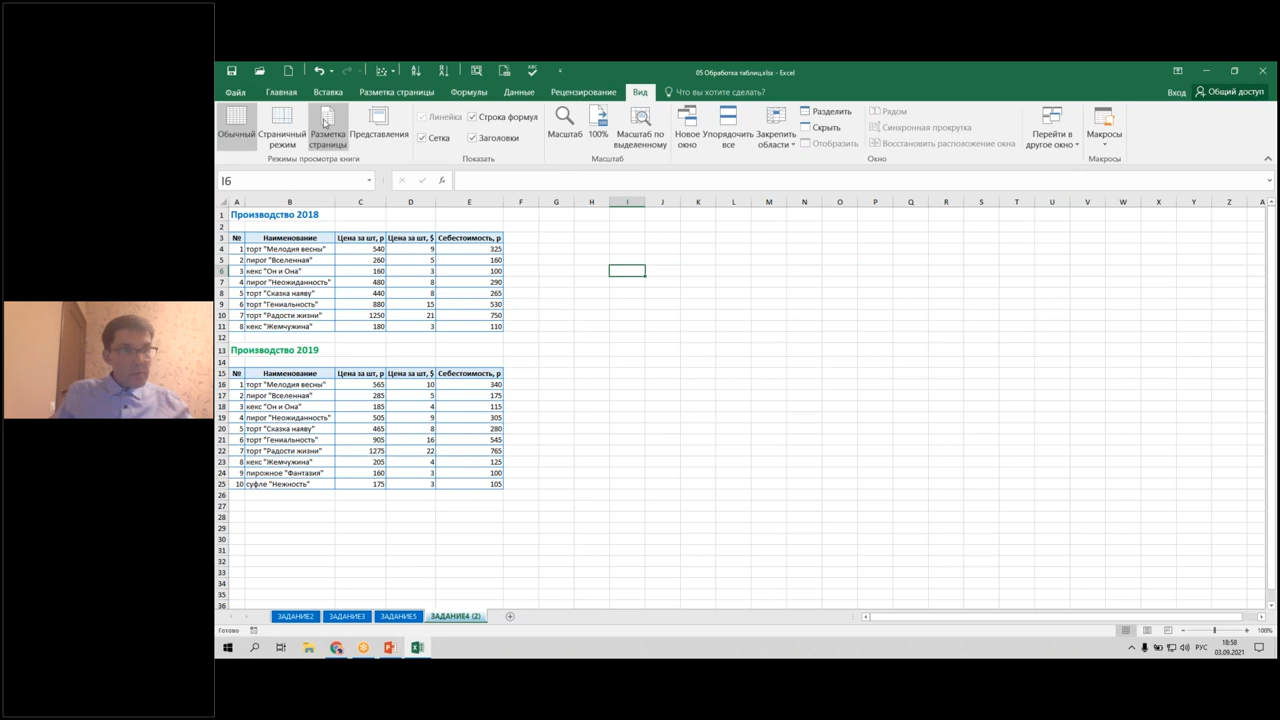 05 Обработка таблиц.xlsx - Excel
Файл Главная Вставка Разметка страницы Формулы Данные Рецензирование Вид Что вы хотите сделать? Вход Общий доступ
Обычный Страничный режим Разметка страницы Представления
Линейка Строка формул
Сетка Заголовки
Масштаб 100% Масштаб по выделенному
Новое окно Упорядочить все Закрепить области
Разделить
Скрыть
Отобразить
Рядом
Синхронная прокрутка
Восстановить расположение окна
Перейти в другое окно Макросы
Режимы просмотра книги Показать Масштаб Окно Макросы
I6 fx
A B C D E F G H I J K L M N O P Q R S T U V W X Y Z
1 Производство 2018
2
3 № Наименование Цена за шт, р Цена за шт, $ Себестоимость, р
4 1 торт "Мелодия весны" 540 9 325
5 2 пирог "Вселенная" 260 5 160
6 3 кекс "Он и Она" 160 3 100
7 4 пирог "Неожиданность" 480 8 290
8 5 торт "Сказка наяву" 440 8 265
9 6 торт "Гениальность" 880 15 530
10 7 торт "Радости жизни" 1250 21 750
11 8 кекс "Жемчужина" 180 3 110
12
13 Производство 2019
14
15 № Наименование Цена за шт, р Цена за шт, $ Себестоимость, р
16 1 торт "Мелодия весны" 565 10 340
17 2 пирог "Вселенная" 285 5 175
18 3 кекс "Он и Она" 185 4 115
19 4 пирог "Неожиданность" 505 9 305
20 5 торт "Сказка наяву" 465 8 280
21 6 торт "Гениальность" 905 16 545
22 7 торт "Радости жизни" 1275 22 765
23 8 кекс "Жемчужина" 205 4 125
24 9 пирожное "Фантазия" 160 3 100
25 10 суфле "Нежность" 175 3 105
26
27
28
29
30
31
32
33
34
35
36
ЗАДАНИЕ2 ЗАДАНИЕ3 ЗАДАНИЕ5 ЗАДАНИЕ4 (2)
Готово 100%
РУС 18:58
03.09.2021